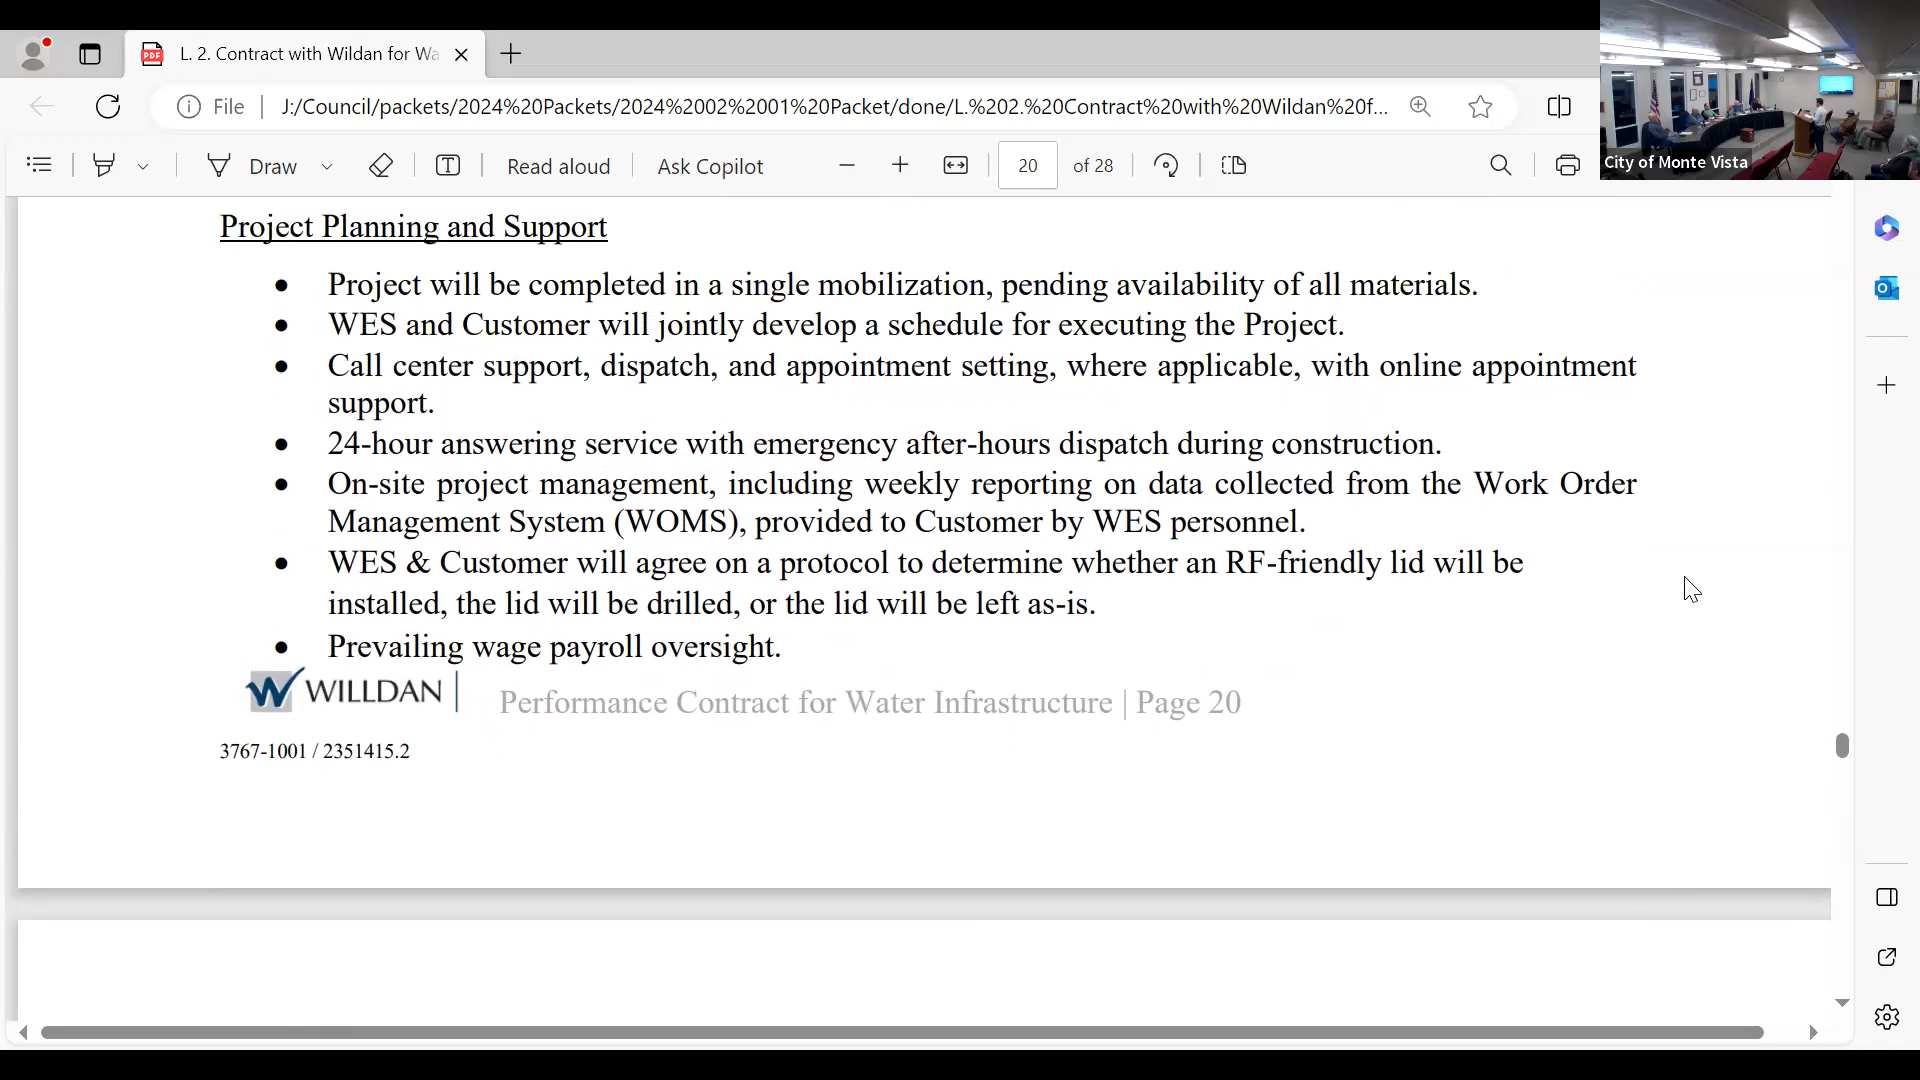 L. 2. Contract with Wildan for Wa
File
J:/Council/packets/2024%20Packets/2024%2002%2001%20Packet/done/L.%202.%20Contract%20with%20Wildan%20f...
Draw
Read aloud
Ask Copilot
20 of 28
City of Monte Vista
Project Planning and Support
• Project will be completed in a single mobilization, pending availability of all materials.
• WES and Customer will jointly develop a schedule for executing the Project.
• Call center support, dispatch, and appointment setting, where applicable, with online appointment
support.
• 24-hour answering service with emergency after-hours dispatch during construction.
• On-site project management, including weekly reporting on data collected from the Work Order
Management System (WOMS), provided to Customer by WES personnel.
• WES & Customer will agree on a protocol to determine whether an RF-friendly lid will be
installed, the lid will be drilled, or the lid will be left as-is.
• Prevailing wage payroll oversight.
WILLDAN
Performance Contract for Water Infrastructure | Page 20
3767-1001 / 2351415.2